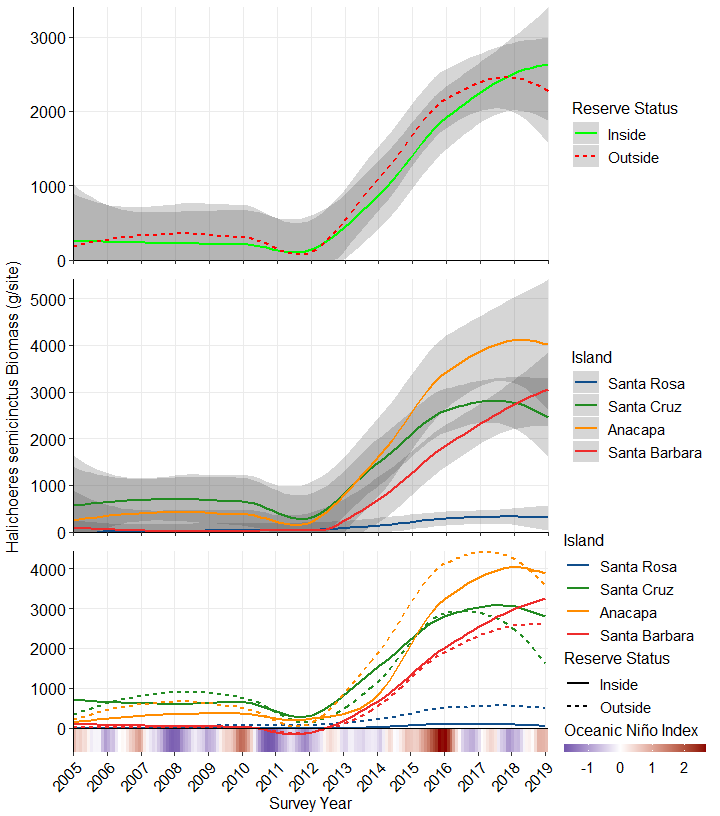 Halichoeres semicinctus Biomass (g/site)
3000
2000
1000
0
Reserve Status
Inside
Outside
5000
4000
3000
2000
1000
0
Island
Santa Rosa
Santa Cruz
Anacapa
Santa Barbara
4000
3000
2000
1000
0
2005 2006 2007 2008 2009 2010 2011 2012 2013 2014 2015 2016 2017 2018 2019
Survey Year
Island
Santa Rosa
Santa Cruz
Anacapa
Santa Barbara
Reserve Status
Inside
Outside
Oceanic Niño Index
-1 0 1 2